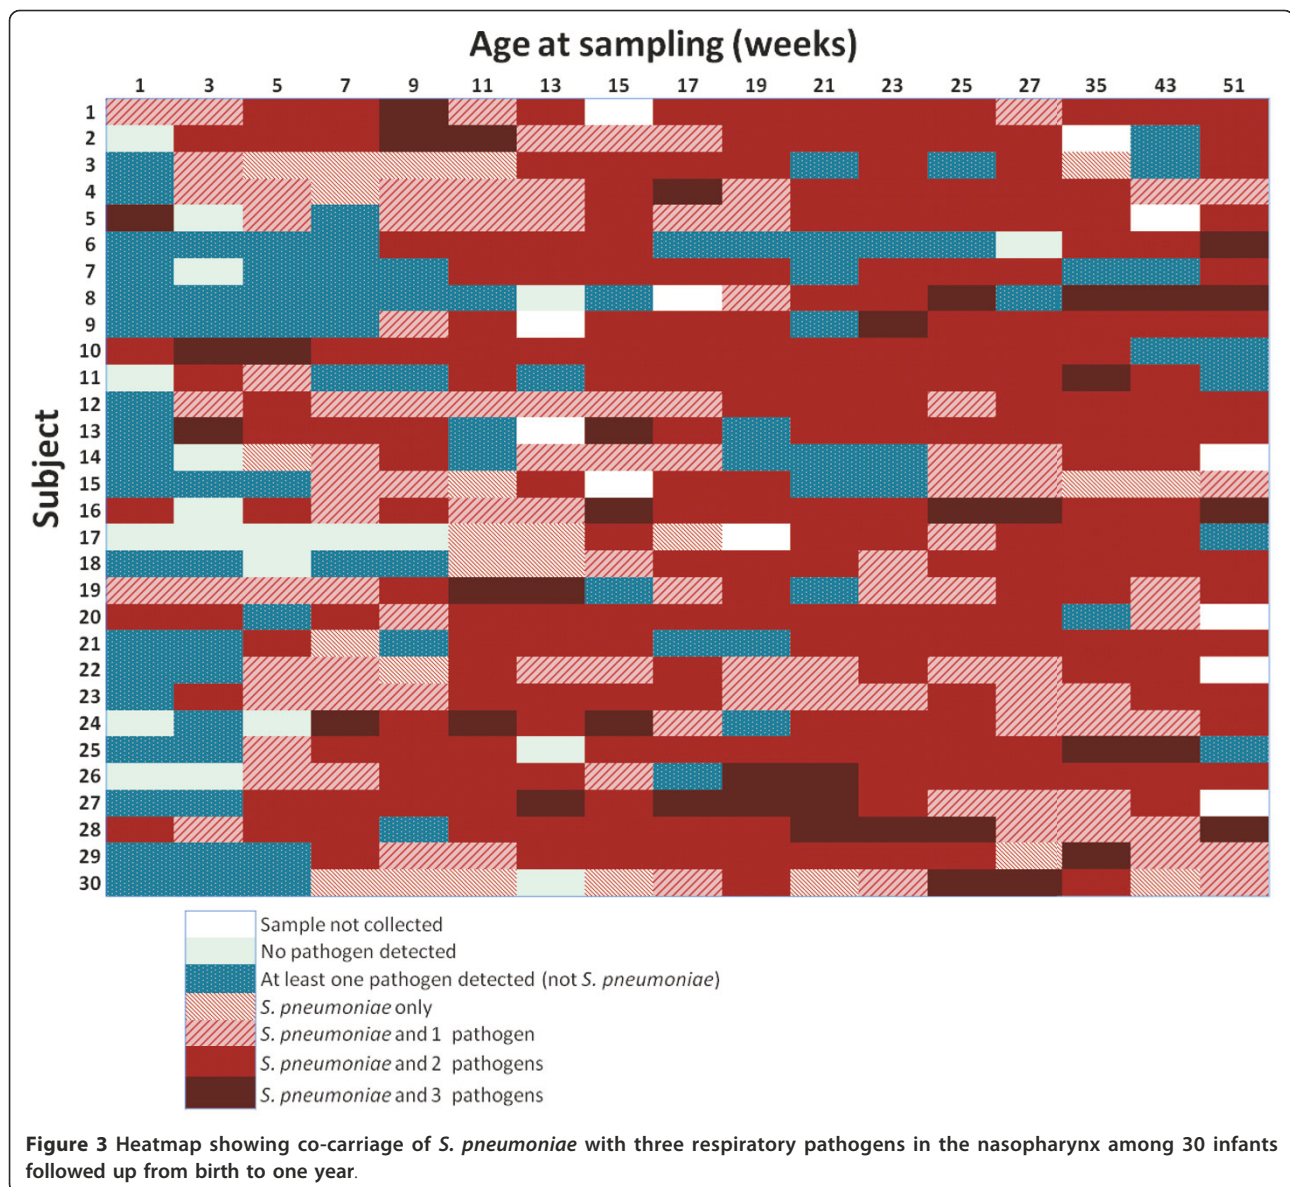 Age at sampling (weeks)
1 3 5 7 9 11 13 15 17 19 21 23 25 27 35 43 51
1
2
3
4
5
6
7
8
9
10
11
12
13
14
15
16
17
18
19
20
21
22
23
24
25
26
27
28
29
30
Subject
Sample not collected
No pathogen detected
At least one pathogen detected (not S. pneumoniae)
S. pneumoniae only
S. pneumoniae and 1 pathogen
S. pneumoniae and 2 pathogens
S. pneumoniae and 3 pathogens
Figure 3 Heatmap showing co-carriage of S. pneumoniae with three respiratory pathogens in the nasopharynx among 30 infants
followed up from birth to one year.